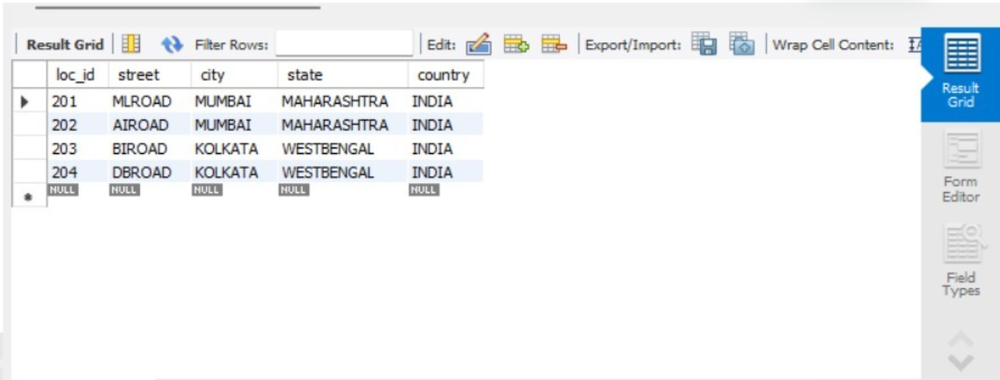 Result Grid Filter Rows: Edit: Export/Import: Wrap Cell Content:
loc_id street city state country
201 MLROAD MUMBAI MAHARASHTRA INDIA
202 AIROAD MUMBAI MAHARASHTRA INDIA
203 BIROAD KOLKATA WESTBENGAL INDIA
204 DBROAD KOLKATA WESTBENGAL INDIA
NULL NULL NULL NULL NULL
Result
Grid
Form
Editor
Field
Types